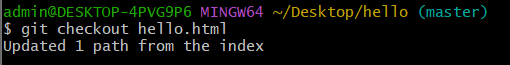 admin@DESKTOP-4PVG9P6 MINGW64 ~/Desktop/hello (master)
$ git checkout hello.html
Updated 1 path from the index